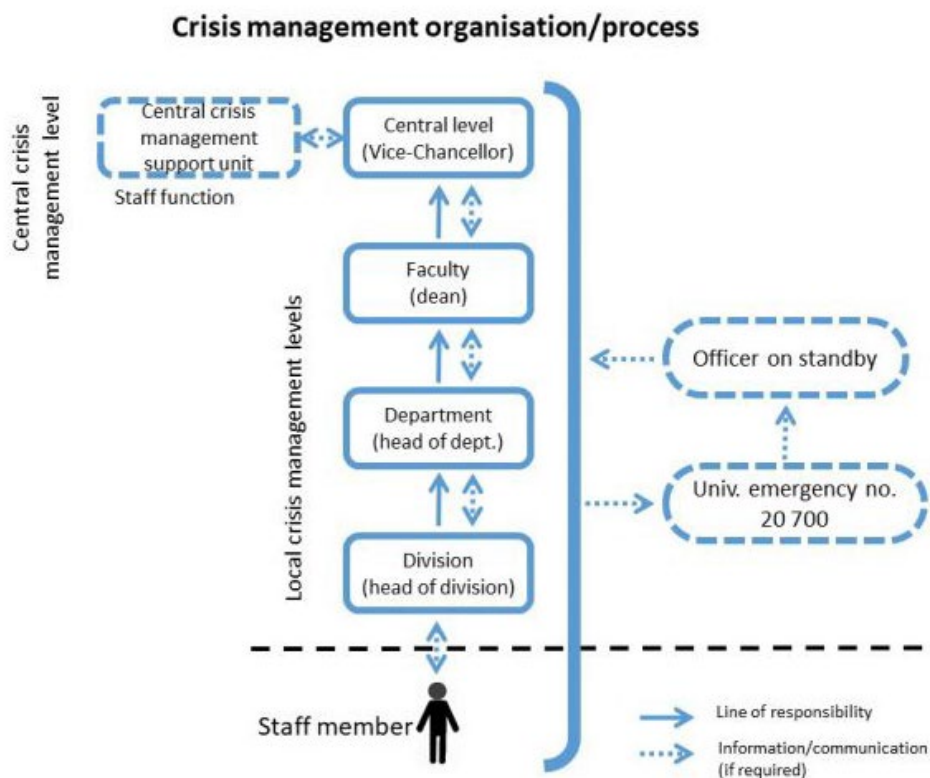 Crisis management organisation/process
Central crisis
management level
Central crisis
management
support unit
Staff function
Central level
(Vice-Chancellor)
Faculty
(dean)
Local crisis management levels
Department
(head of dept.)
Division
(head of division)
Officer on standby
Univ. emergency no.
20 700
Staff member
Line of responsibility
Information/communication
(if required)